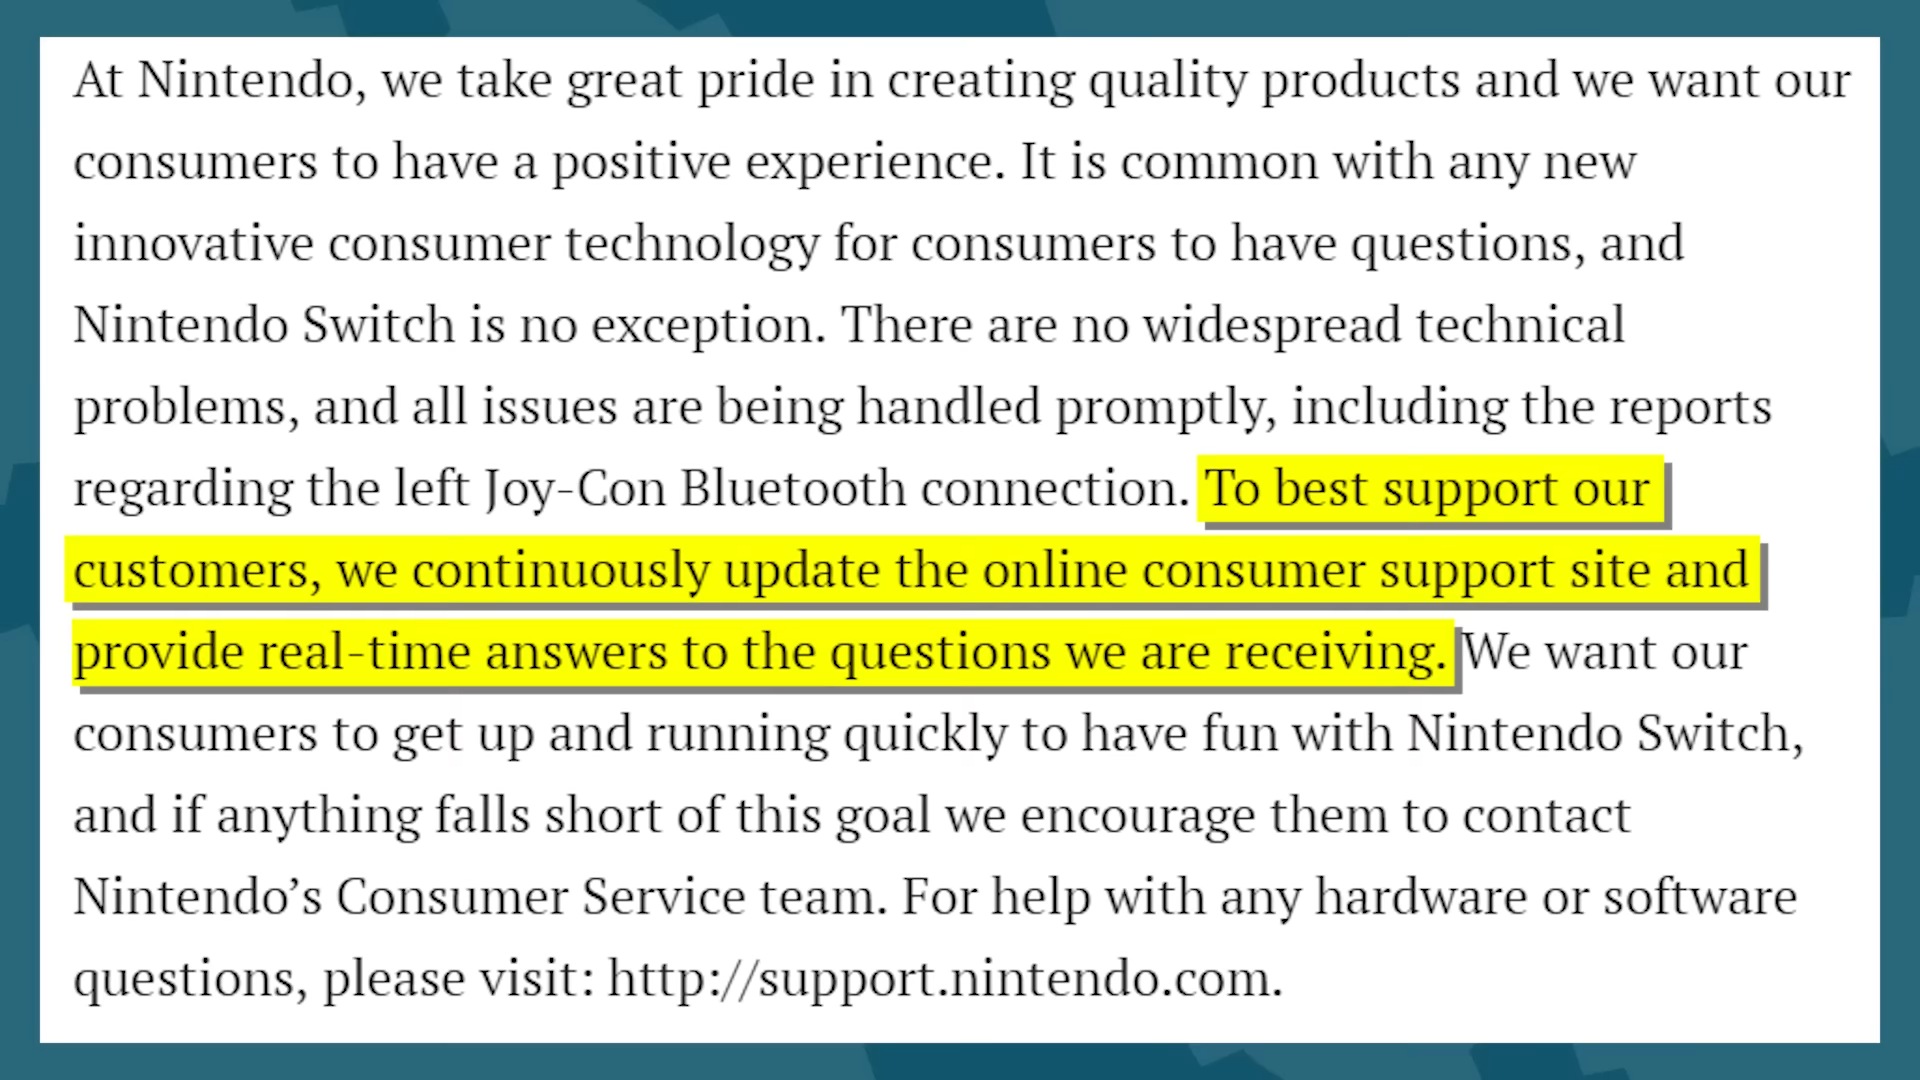 At Nintendo, we take great pride in creating quality products and we want our
consumers to have a positive experience. It is common with any new
innovative consumer technology for consumers to have questions, and
Nintendo Switch is no exception. There are no widespread technical
problems, and all issues are being handled promptly, including the reports
regarding the left Joy-Con Bluetooth connection. To best support our
customers, we continuously update the online consumer support site and
provide real-time answers to the questions we are receiving. We want our
consumers to get up and running quickly to have fun with Nintendo Switch,
and if anything falls short of this goal we encourage them to contact
Nintendo’s Consumer Service team. For help with any hardware or software
questions, please visit: http://support.nintendo.com.